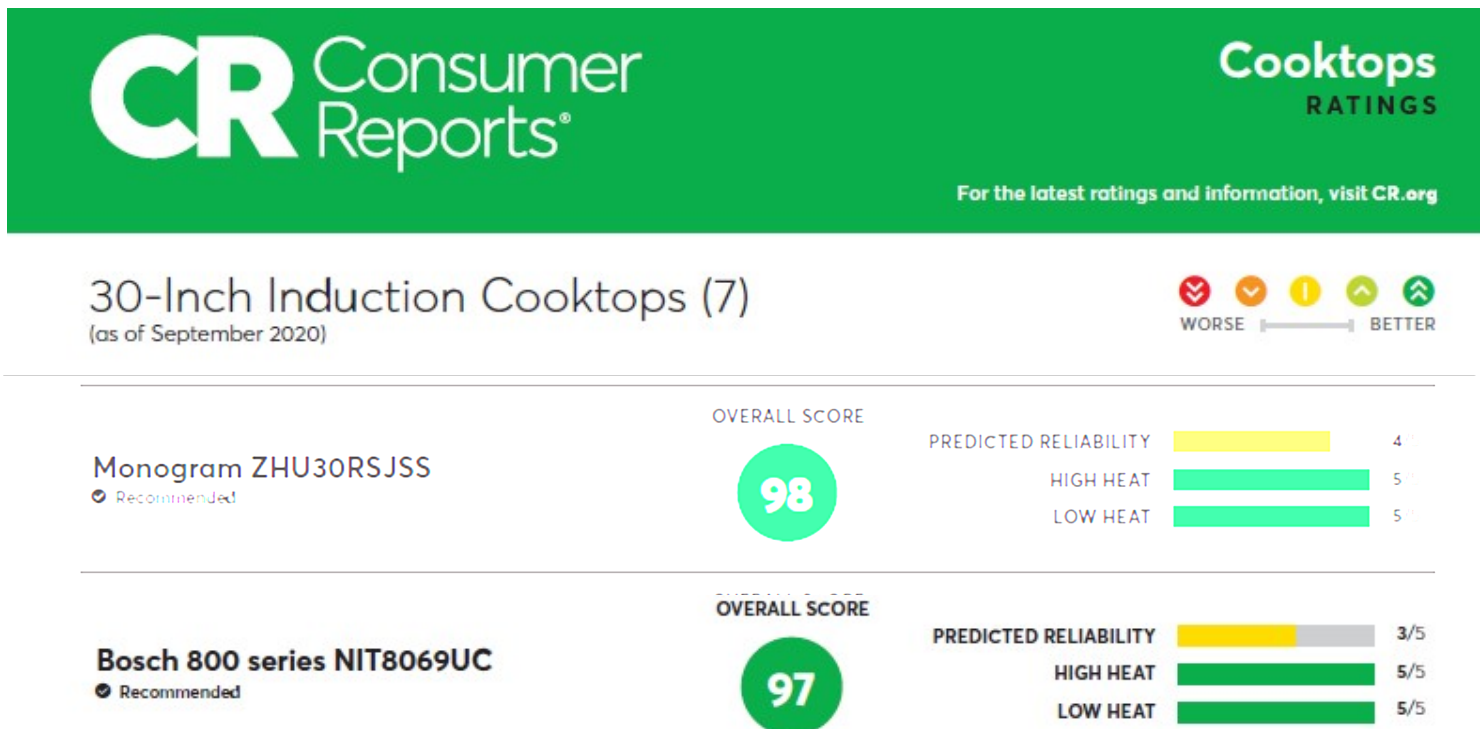 CR Consumer Reports®
Cooktops
RATINGS
For the latest ratings and information, visit CR.org
30-Inch Induction Cooktops (7)
(as of September 2020)
WORSE BETTER
OVERALL SCORE
Monogram ZHU30RSJSS
Recommended
98
PREDICTED RELIABILITY 4
HIGH HEAT 5
LOW HEAT 5
OVERALL SCORE
Bosch 800 series NIT8069UC
Recommended
97
PREDICTED RELIABILITY 3/5
HIGH HEAT 5/5
LOW HEAT 5/5